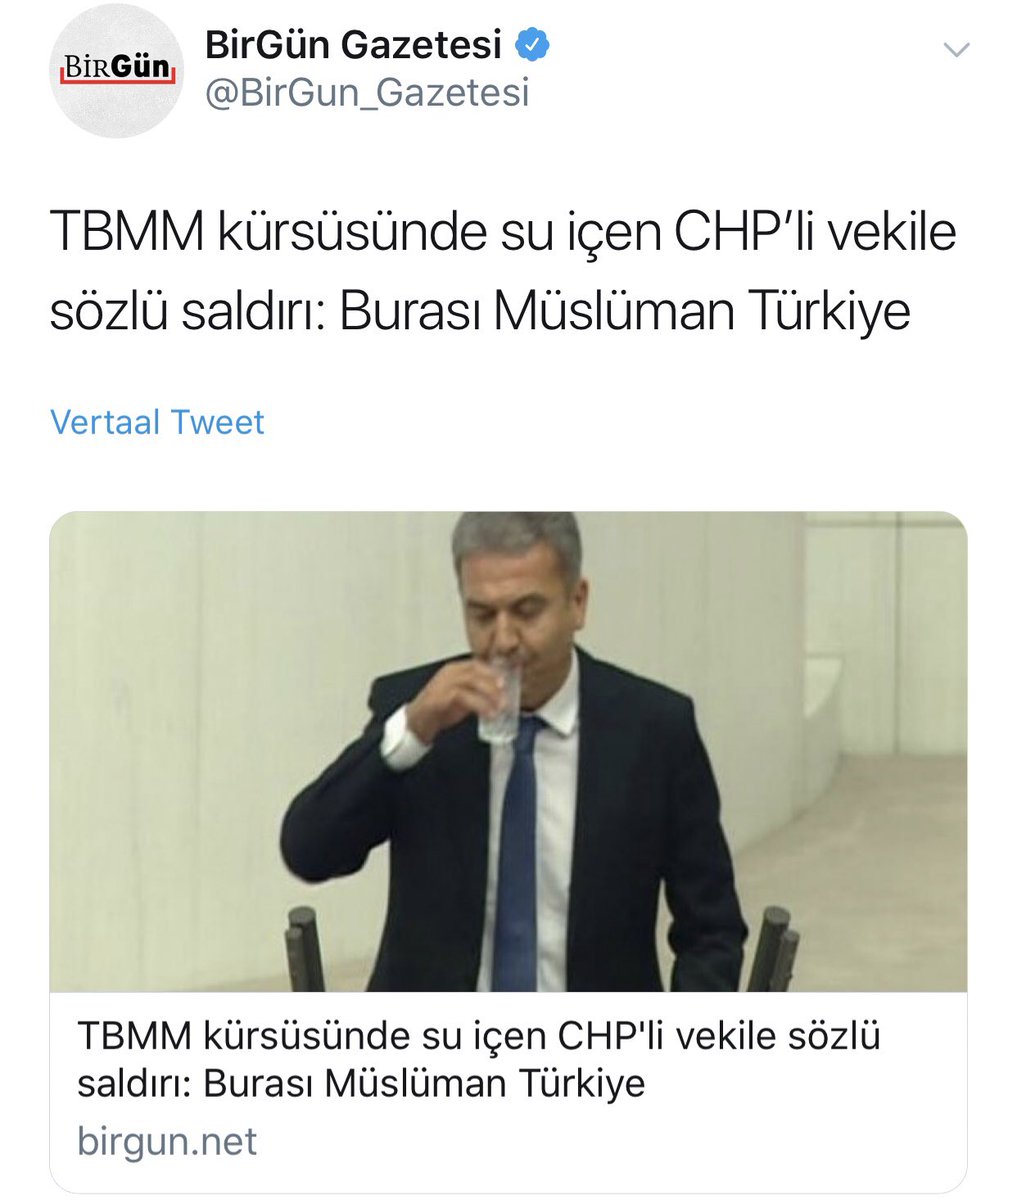 BirGün
BirGün Gazetesi
@BirGun_Gazetesi
TBMM kürsüsünde su içen CHP’li vekile
sözlü saldırı: Burası Müslüman Türkiye
Vertaal Tweet
TBMM kürsüsünde su içen CHP'li vekile sözlü
saldırı: Burası Müslüman Türkiye
birgun.net